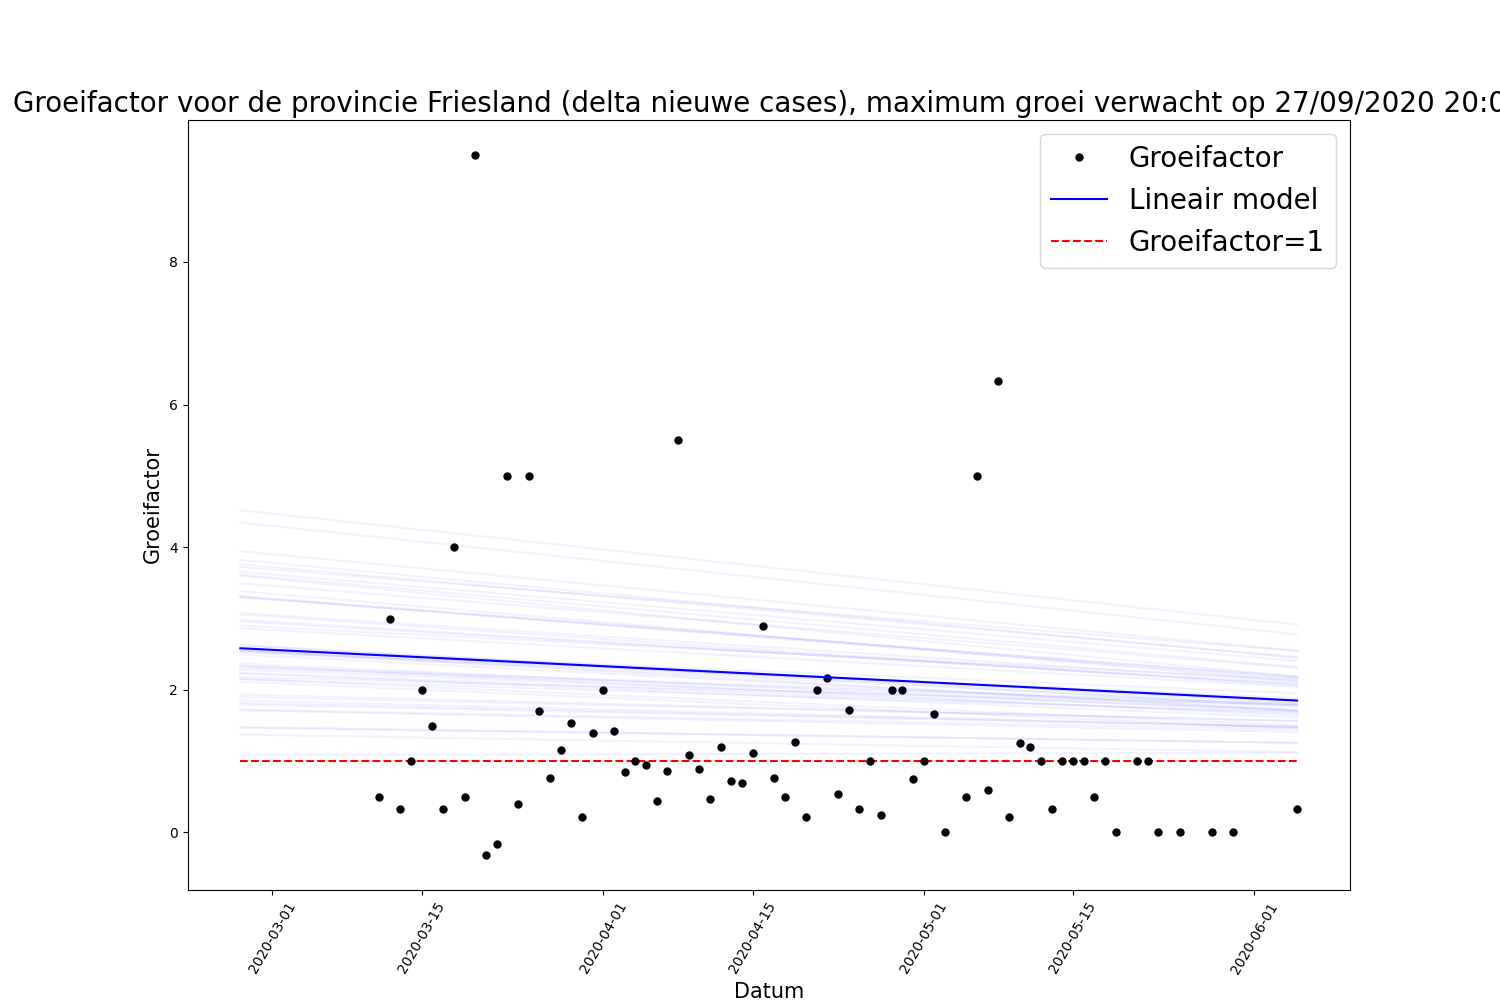 Groeifactor voor de provincie Friesland (delta nieuwe cases), maximum groei verwacht op 27/09/2020 20:0
Groeifactor
Lineair model
Groeifactor=1
8
6
4
2
0
Groeifactor
2020-03-01
2020-03-15
2020-04-01
2020-04-15
2020-05-01
2020-05-15
2020-06-01
Datum